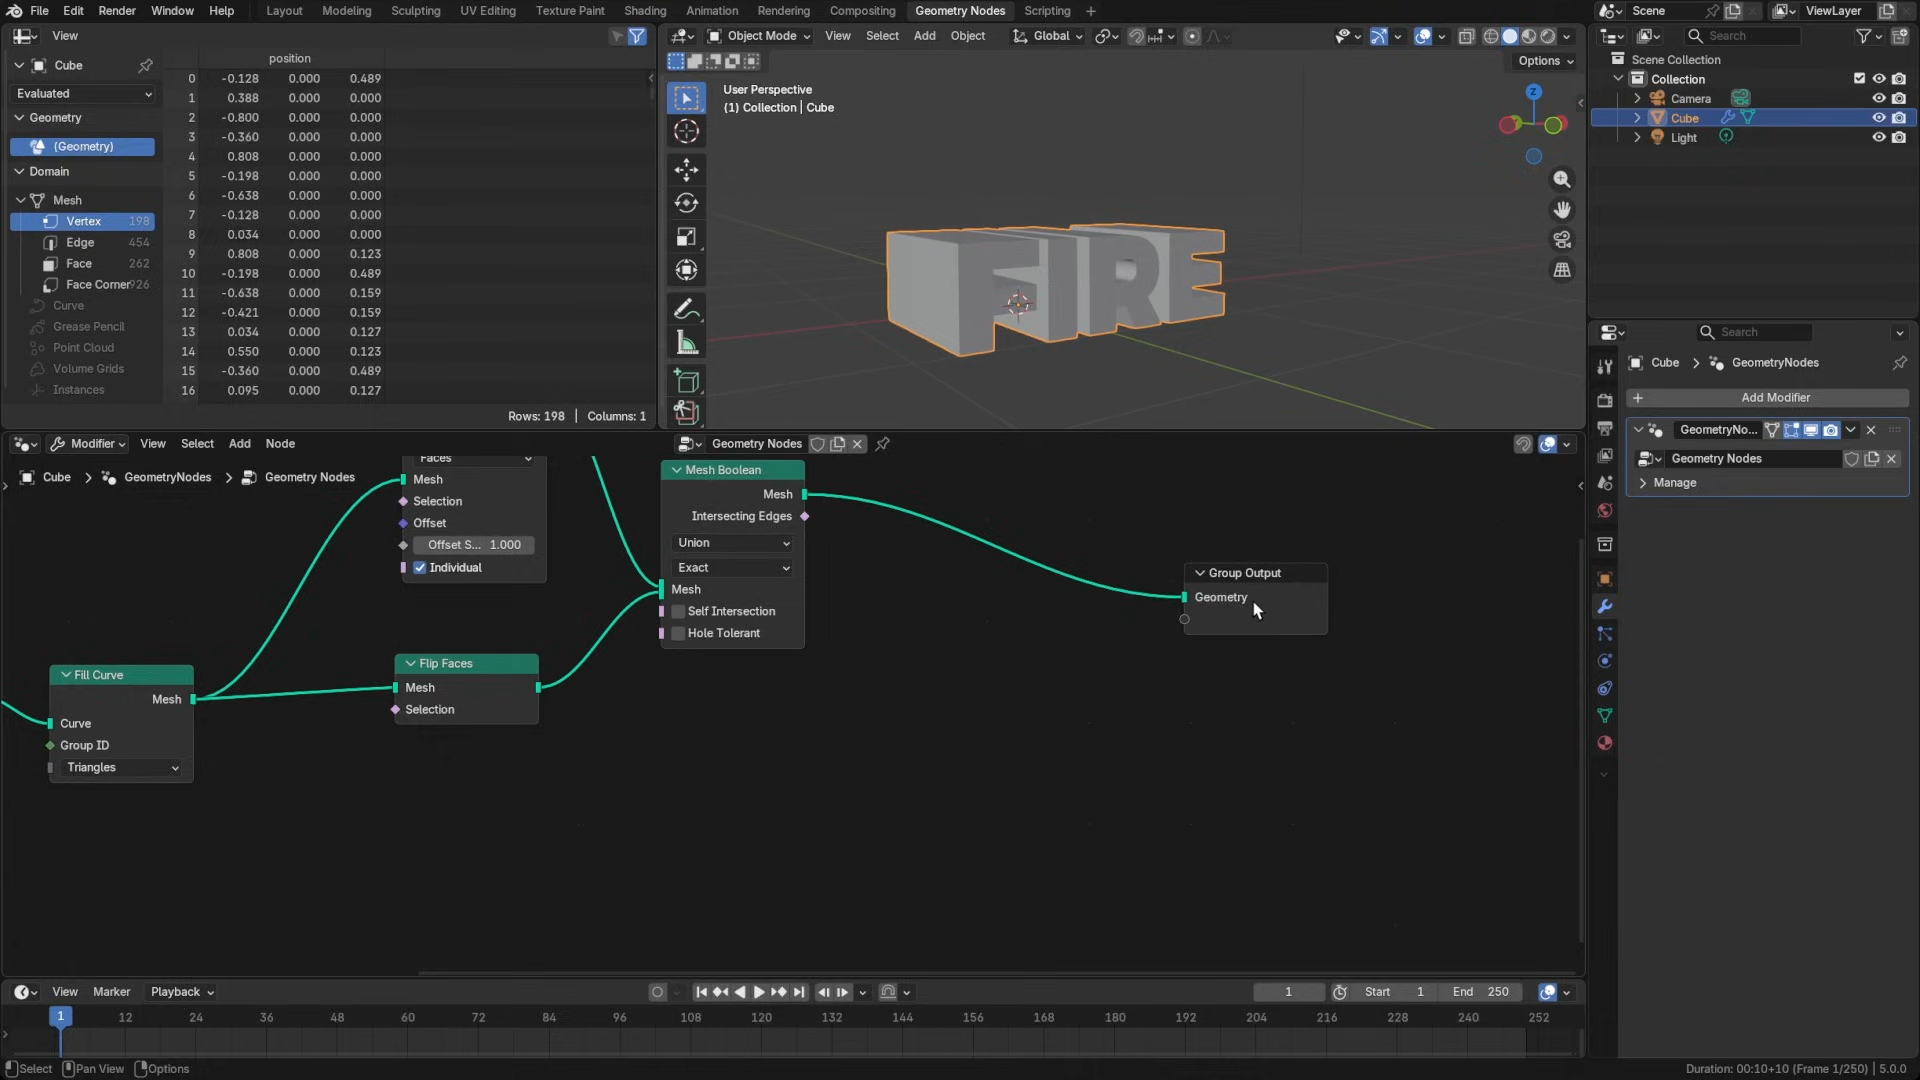 File Edit Render Window Help Layout Modeling Sculpting UV Editing Texture Paint Shading Animation Rendering Compositing Geometry Nodes Scripting + Scene ViewLayer
View
Cube
Evaluated
Geometry
(Geometry)
Domain
Mesh
Vertex 198
Edge 454
Face 262
Face Corner 926
Curve
Grease Pencil
Point Cloud
Volume Grids
Instances
position
0 -0.128 0.000 0.489
1 0.388 0.000 0.000
2 -0.800 0.000 0.000
3 -0.360 0.000 0.000
4 0.808 0.000 0.000
5 -0.198 0.000 0.000
6 -0.638 0.000 0.000
7 -0.128 0.000 0.000
8 0.034 0.000 0.000
9 0.808 0.000 0.123
10 -0.198 0.000 0.489
11 -0.638 0.000 0.159
12 -0.421 0.000 0.159
13 0.034 0.000 0.127
14 0.550 0.000 0.123
15 -0.360 0.000 0.489
16 0.095 0.000 0.127
Rows: 198 | Columns: 1
Object Mode View Select Add Object Global
Options
User Perspective
(1) Collection | Cube
Z
FIRE
Search
Scene Collection
Collection
Camera
Cube
Light
Search
Cube > GeometryNodes
+ Add Modifier
GeometryNo...
Geometry Nodes
Manage
Modifier View Select Add Node Geometry Nodes
Cube > GeometryNodes > Geometry Nodes
Faces
Mesh
Selection
Offset
Offset S... 1.000
Individual
Mesh Boolean
Mesh
Intersecting Edges
Union
Exact
Mesh
Self Intersection
Hole Tolerant
Group Output
Geometry
Fill Curve
Mesh
Curve
Group ID
Triangles
Flip Faces
Mesh
Selection
View Marker Playback 1 Start 1 End 250
1 12 24 36 48 60 72 84 96 108 120 132 144 156 168 180 192 204 216 228 240 252
Select Pan View Options Duration: 00:10+10 (Frame 1/250) | 5.0.0